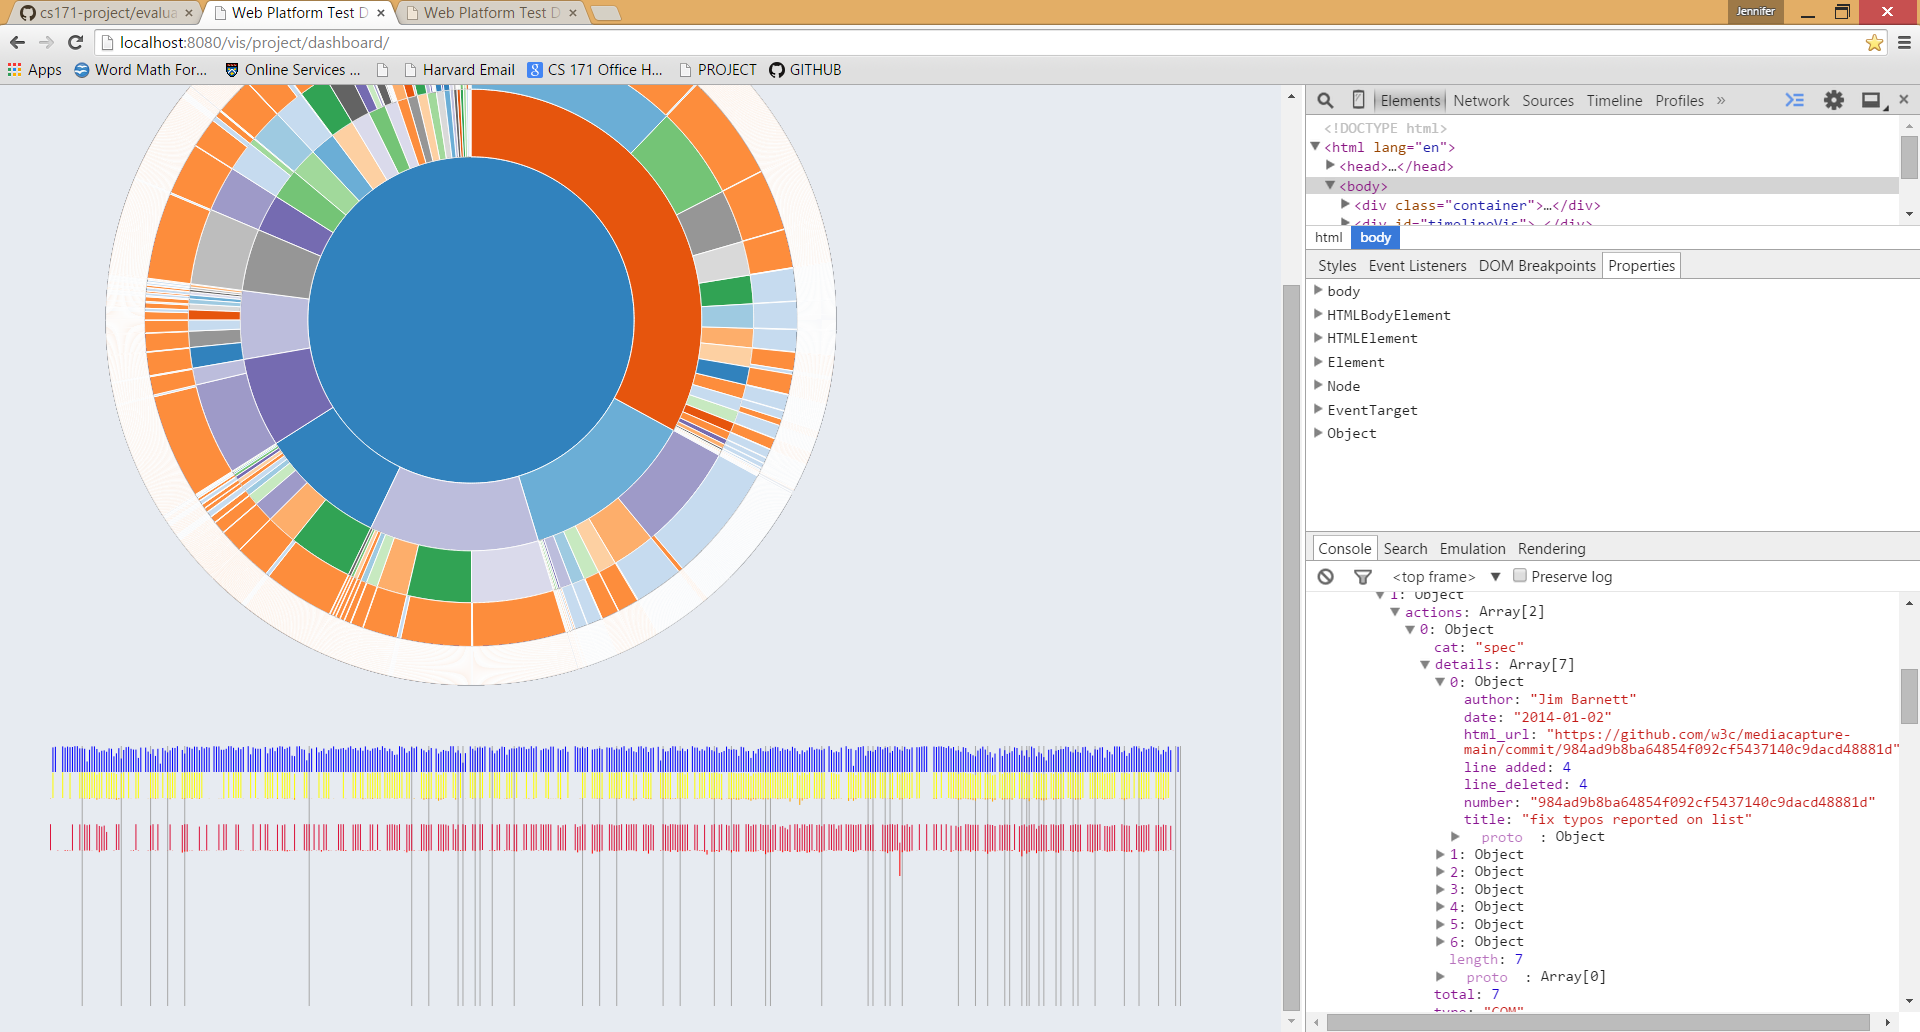 cs171-project/evalua
Web Platform Test D
Web Platform Test D
Jennifer
localhost:8080/vis/project/dashboard/
Apps
Word Math For...
Online Services ...
Harvard Email
CS 171 Office H...
PROJECT
GITHUB
Elements Network Sources Timeline Profiles »
<!DOCTYPE html>
<html lang="en">
<head>…</head>
<body>
<div class="container">…</div>
<div id="timelineVis">…</div>
html body
Styles Event Listeners DOM Breakpoints Properties
body
HTMLBodyElement
HTMLElement
Element
Node
EventTarget
Object
Console Search Emulation Rendering
<top frame> Preserve log
1: Object
actions: Array[2]
0: Object
cat: "spec"
details: Array[7]
0: Object
author: "Jim Barnett"
date: "2014-01-02"
html_url: "https://github.com/w3c/mediacapture-
main/commit/984ad9b8ba64854f092cf5437140c9dacd48881d"
line_added: 4
line_deleted: 4
number: "984ad9b8ba64854f092cf5437140c9dacd48881d"
title: "fix typos reported on list"
__proto__: Object
1: Object
2: Object
3: Object
4: Object
5: Object
6: Object
length: 7
__proto__: Array[0]
total: 7
type: "COM"